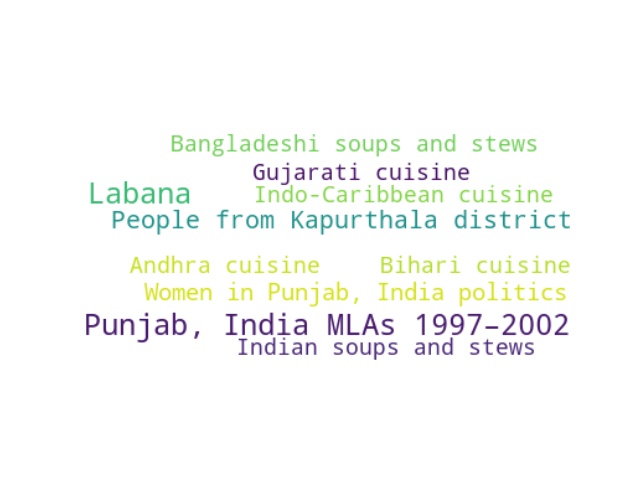 Bangladeshi soups and stews
Gujarati cuisine
Labana
Indo-Caribbean cuisine
People from Kapurthala district
Andhra cuisine
Bihari cuisine
Women in Punjab, India politics
Punjab, India MLAs 1997–2002
Indian soups and stews